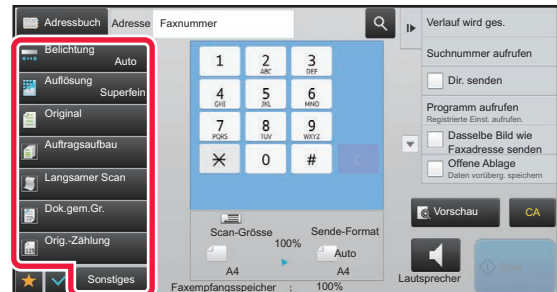 Adressbuch
Adresse
Faxnummer
Verlauf wird ges.
Belichtung
Auto
Auflösung
Superfein
Original
Auftragsaufbau
Langsamer Scan
Dok.gem.Gr.
Orig.-Zählung
Sonstiges
1
2
ABC
3
DEF
4
GHI
5
JKL
6
MNO
7
PQRS
8
TUV
9
WXYZ
0
#
C
Scan-Grösse
100%
Sende-Format
Auto
A4
A4
Faxempfangsspeicher : 100%
Suchnummer aufrufen
Dir. senden
Programm aufrufen
Registrierte Einst. aufrufen.
Dasselbe Bild wie
Faxadresse senden
Offene Ablage
Daten vorüberg. speichern
Vorschau
CA
Lautsprecher
Start